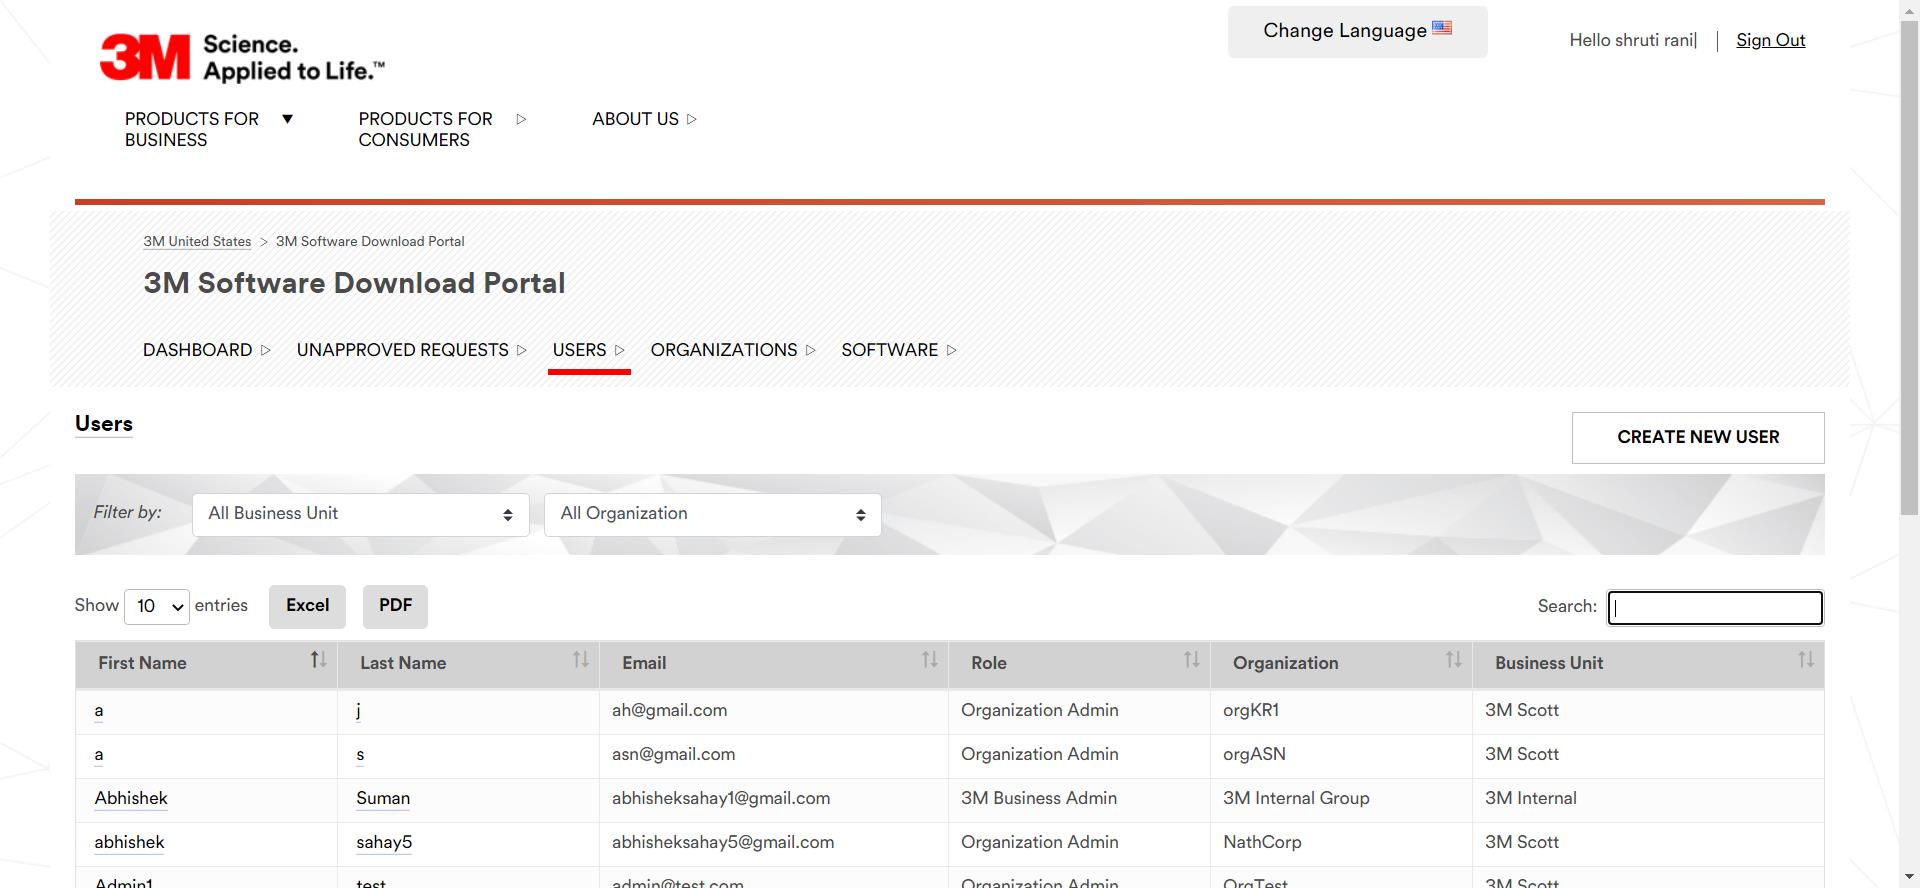 3M Science.
Applied to Life.™
Change Language
Hello shruti rani| Sign Out
PRODUCTS FOR BUSINESS ▼
PRODUCTS FOR CONSUMERS ▷
ABOUT US ▷
3M United States > 3M Software Download Portal
3M Software Download Portal
DASHBOARD ▷ UNAPPROVED REQUESTS ▷ USERS ▷ ORGANIZATIONS ▷ SOFTWARE ▷
Users
CREATE NEW USER
Filter by: All Business Unit All Organization
Show 10 entries Excel PDF Search:
First Name Last Name Email Role Organization Business Unit
a j ah@gmail.com Organization Admin orgKR1 3M Scott
a s asn@gmail.com Organization Admin orgASN 3M Scott
Abhishek Suman abhisheksahay1@gmail.com 3M Business Admin 3M Internal Group 3M Internal
abhishek sahay5 abhisheksahay5@gmail.com Organization Admin NathCorp 3M Scott
Admin1 test admin@test.com Organization Admin OrgTest 3M Scott